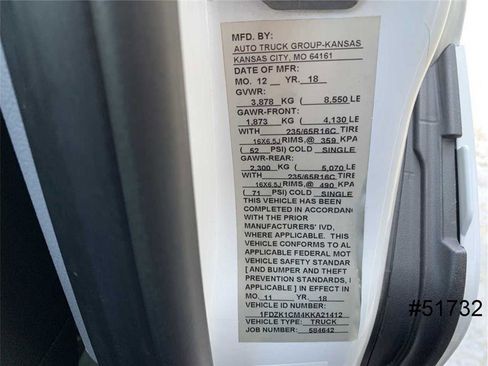 MFD. BY:
AUTO TRUCK GROUP-KANSAS
KANSAS CITY, MO 64161
DATE OF MFR:
MO. 12 YR. 18
GVWR:
3,878 KG ( 8,550 LB
GAWR-FRONT:
1,873 KG ( 4,130 LB
WITH 235/65R16C TIRE
16X6.5J RIMS,@ 359 KPA
( 52 PSI) COLD SINGLE
GAWR-REAR:
2,300 KG ( 5,070 LB
WITH 235/65R16C TIRE
16X6.5J RIMS,@ 490 KPA
( 71 PSI) COLD SINGLE
THIS VEHICLE HAS BEEN
COMPLETED IN ACCORDANC
WITH THE PRIOR
MANUFACTURERS' IVD,
WHERE APPLICABLE. THIS
VEHICLE CONFORMS TO AL
APPLICABLE FEDERAL MOT
VEHICLE SAFETY STANDAR
[ AND BUMPER AND THEFT
PREVENTION STANDARDS, I
APPLICABLE] IN EFFECT IN
MO. 11 YR. 18
1FDZK1CM4KKA21412
VEHICLE TYPE: TRUCK
JOB NUMBER: 584642
#51732